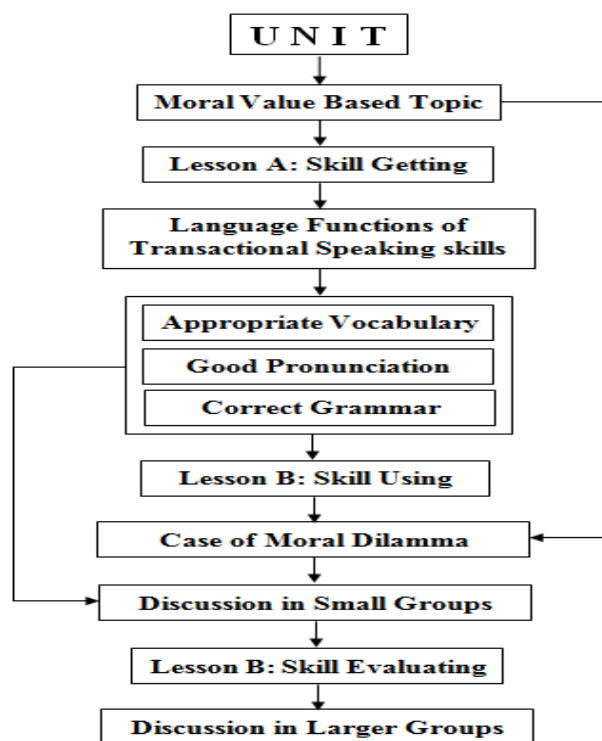 U N I T
Moral Value Based Topic
Lesson A: Skill Getting
Language Functions of
Transactional Speaking skills
Appropriate Vocabulary
Good Pronunciation
Correct Grammar
Lesson B: Skill Using
Case of Moral Dilamma
Discussion in Small Groups
Lesson B: Skill Evaluating
Discussion in Larger Groups